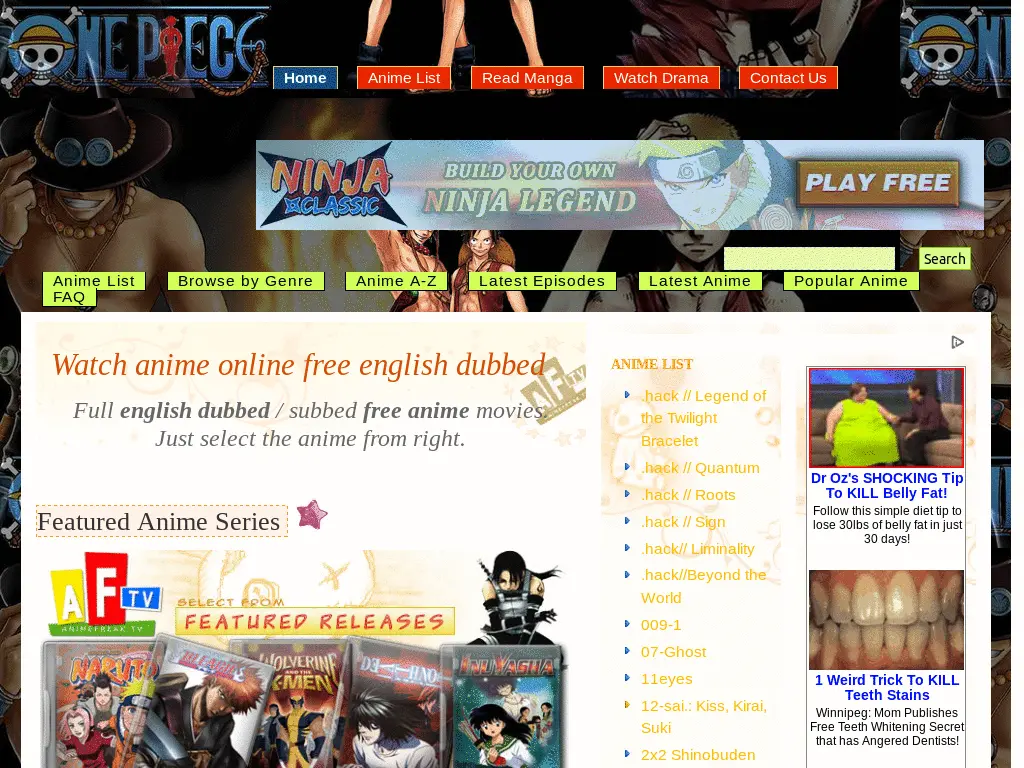 ONE PIECE
Home
Anime List
Read Manga
Watch Drama
Contact Us
NINJA
CLASSIC
BUILD YOUR OWN
NINJA LEGEND
PLAY FREE
Search
Anime List
Browse by Genre
Anime A-Z
Latest Episodes
Latest Anime
Popular Anime
FAQ
Watch anime online free english dubbed
Full english dubbed / subbed free anime movies.
Just select the anime from right.
Featured Anime Series
AF TV
ANIMEFREAK TV
SELECT FROM
FEATURED RELEASES
NARUTO
BLEACH
WOLVERINE
AND THE
X-MEN
DEATH NOTE
INUYASHA
ANIME LIST
.hack // Legend of
the Twilight
Bracelet
.hack // Quantum
.hack // Roots
.hack // Sign
.hack// Liminality
.hack//Beyond the
World
009-1
07-Ghost
11eyes
12-sai.: Kiss, Kirai,
Suki
2x2 Shinobuden
Dr Oz's SHOCKING Tip
To KILL Belly Fat!
Follow this simple diet tip to
lose 30lbs of belly fat in just
30 days!
1 Weird Trick To KILL
Teeth Stains
Winnipeg: Mom Publishes
Free Teeth Whitening Secret
that has Angered Dentists!